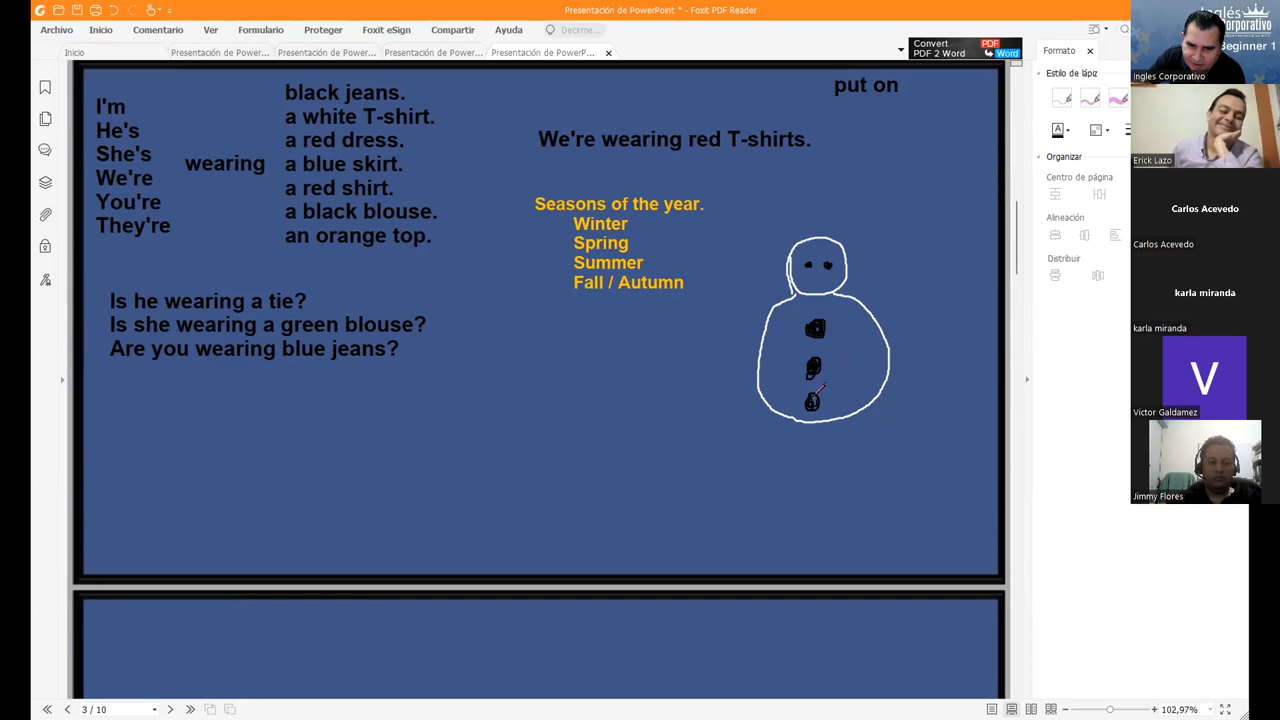 Presentación de PowerPoint * - Foxit PDF Reader
Archivo Inicio Comentario Ver Formulario Proteger Foxit eSign Compartir Ayuda Decirme...
Inicio Presentación de Power... Presentación de Power... Presentación de Power... Presentación de PowerP...
Convert
PDF 2 Word
PDF
Word
I'm
He's
She's
We're
You're
They're
wearing
black jeans.
a white T-shirt.
a red dress.
a blue skirt.
a red shirt.
a black blouse.
an orange top.
put on
We're wearing red T-shirts.
Seasons of the year.
Winter
Spring
Summer
Fall / Autumn
Is he wearing a tie?
Is she wearing a green blouse?
Are you wearing blue jeans?
Formato
Estilo de lápiz
Organizar
Centro de página
Alineación
Distribuir
Inglés
Corporativo
Beginner 1
Ingles Corporativo
Erick Lazo
Carlos Acevedo
Carlos Acevedo
karla miranda
karla miranda
V
Victor Galdamez
Jimmy Flores
3 / 10
102,97%